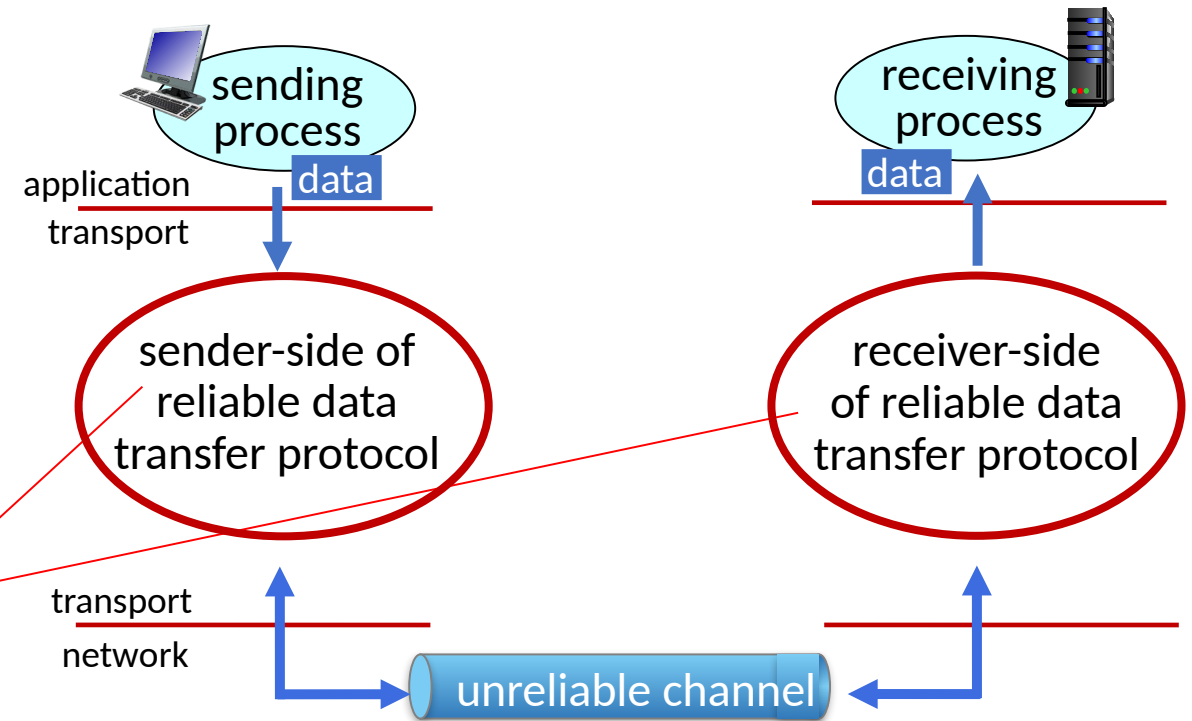 sending
process
data
receiving
process
data
application
transport
sender-side of
reliable data
transfer protocol
receiver-side
of reliable data
transfer protocol
transport
network
unreliable channel